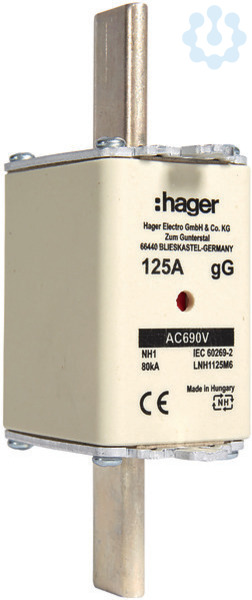 :hager
Hager Electro GmbH & Co. KG
Zum Gunterstal
66440 BLIESKASTEL-GERMANY
125A gG
AC690V
NH1 IEC 60269-2
80kA LNH1125M6
Made in Hungary
CE NH